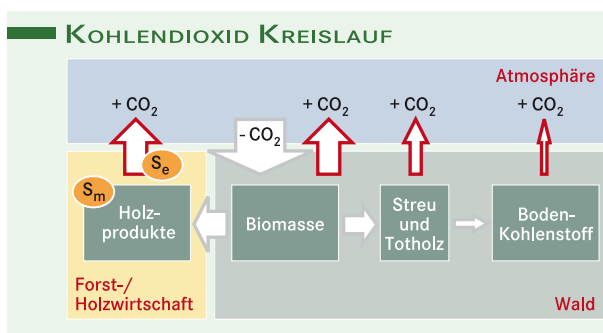 KOHLENDIOXID KREISLAUF
Atmosphäre
+ CO₂
- CO₂
+ CO₂
+ CO₂
+ CO₂
Sₑ
Sₘ
Holz-
produkte
Biomasse
Streu
und
Totholz
Boden-
Kohlenstoff
Forst-/
Holzwirtschaft
Wald